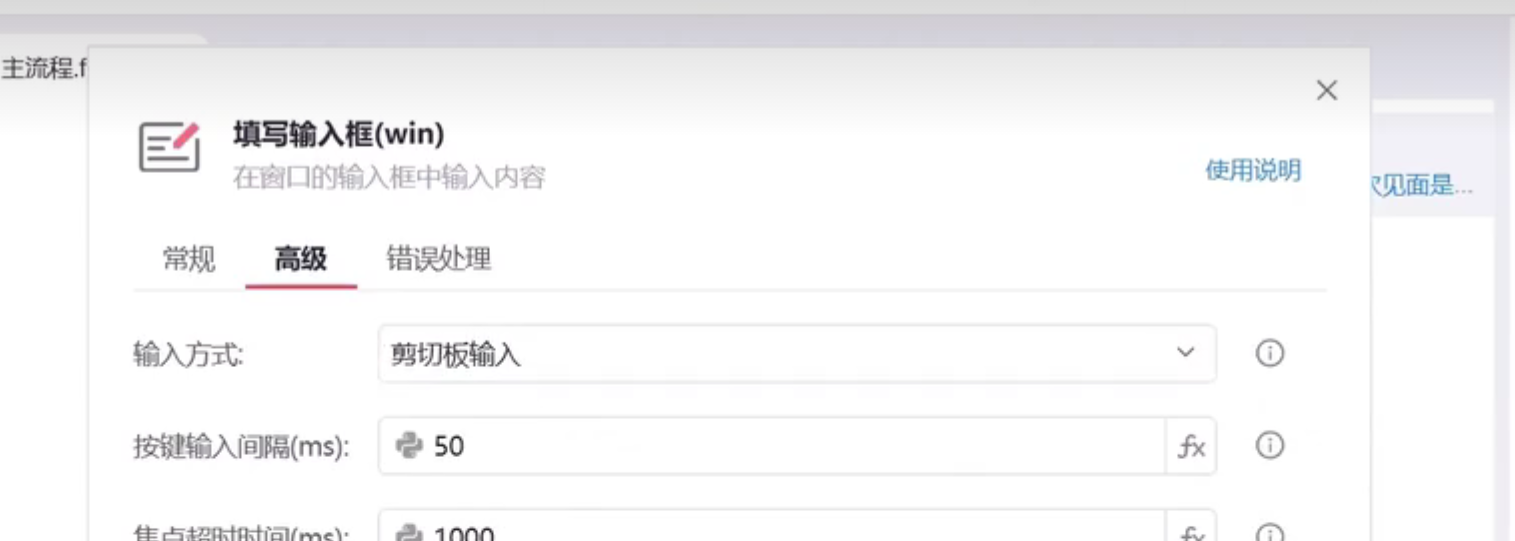 主流程.f
填写输入框(win)
在窗口的输入框中输入内容
使用说明
见面是...
常规 高级 错误处理
输入方式: 剪切板输入
按键输入间隔(ms): 50 fx
焦点超时时间(ms): 1000 fx